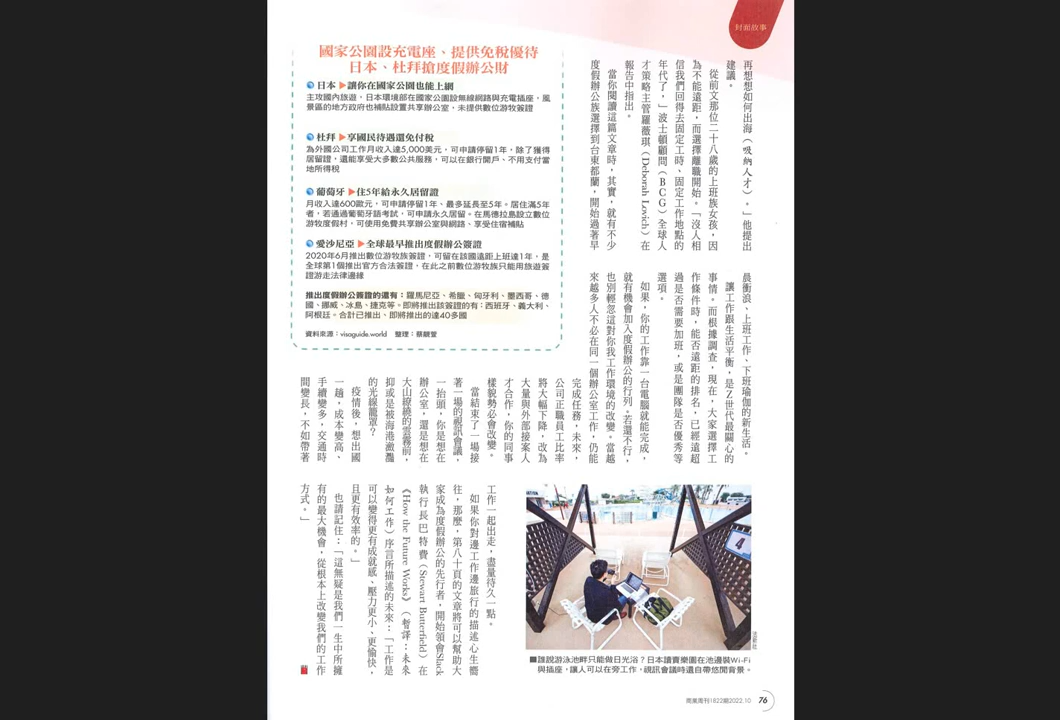 封面故事
再想想如何出海（吸納人才）。」他提出
建議。
從前文那位二十八歲的上班族女孩，因
為不能遠距，而選擇離職開始。「沒人相
信我們回得去固定工時、固定工作地點的
年代了，」波士頓顧問（BCG）全球人
才策略主管羅薇琪（Deborah Lovich）在
報告中指出。
當你閱讀這篇文章時，其實，就有不少
度假辦公族選擇到台東都蘭，開始過著早
晨衝浪、上班工作、下班瑜伽的新生活。
讓工作跟生活平衡，是Z世代最關心的
事情。而根據調查，現在，大家選擇工
作條件時，能否遠距的排名，已經遠超
過是否需要加班，或是團隊是否優秀等
選項。
如果，你的工作靠一台電腦就能完成，
就有機會加入度假辦公的行列。若還不行，
也別輕忽這對你我工作環境的改變。當越
來越多人不必在同一個辦公室工作，仍能
完成任務，未來，
公司正職員工比率
將大幅下降，改為
大量與外部接案人
才合作，你的同事
樣貌勢必會改變。
當結束了一場接
著一場的視訊會議，
一抬頭，你是想在
辦公室，還是想在
大山繚繞的雲霧前，
抑或是被海港瀲灩
的光線籠罩？
疫情後，想出國
一趟，成本變高、
手續變多，交通時
間變長，不如帶著
工作一起出走，盡量待久一點。
如果你對邊工作邊旅行的描述心生嚮
往，那麼，第八十頁的文章將可以幫助大
家成為度假辦公的先行者，開始領會Slack
執行長巴特費（Stewart Butterfield）在
《How the Future Works》（暫譯：未來
如何工作）序言所描述的未來：「工作是
可以變得更有成就感、壓力更小、更愉快，
且更有效率的。」
也請記住：「這無疑是我們一生中所擁
有的最大機會，從根本上改變我們的工作
方式。」
國家公園設充電座、提供免稅優待
日本、杜拜搶度假辦公財
日本▶讓你在國家公園也能上網
主攻國內旅遊，日本環境部在國家公園設無線網路與充電插座，風
景區的地方政府也補貼設置共享辦公室，未提供數位游牧簽證
杜拜▶享國民待遇還免付稅
為外國公司工作月收入達5,000美元，可申請停留1年，除了獲得
居留證，還能享受大多數公共服務，可以在銀行開戶、不用支付當
地所得稅
葡萄牙▶住5年給永久居留證
月收入達600歐元，可申請停留1年、最多延長至5年。居住滿5年
者，若通過葡萄牙語考試，可申請永久居留。在馬德拉島設立數位
游牧度假村，可使用免費共享辦公室與網路、享受住宿補貼
愛沙尼亞▶全球最早推出度假辦公簽證
2020年6月推出數位游牧族簽證，可留在該國遠距上班達1年，是
全球第1個推出官方合法簽證，在此之前數位游牧族只能用旅遊簽
證游走法律邊緣
推出度假辦公簽證的還有：羅馬尼亞、希臘、匈牙利、墨西哥、德
國、挪威、冰島、捷克等。即將推出該簽證的有：西班牙、義大利、
阿根廷。合計已推出、即將推出的達40多國
資料來源：visaguide.world 整理：蔡靚萱
4
■誰說游泳池畔只能做日光浴？日本讀賣樂園在池邊裝Wi-Fi
與插座，讓人可以在旁工作，視訊會議時還自帶悠閒背景。
商業周刊1822期2022.10 76